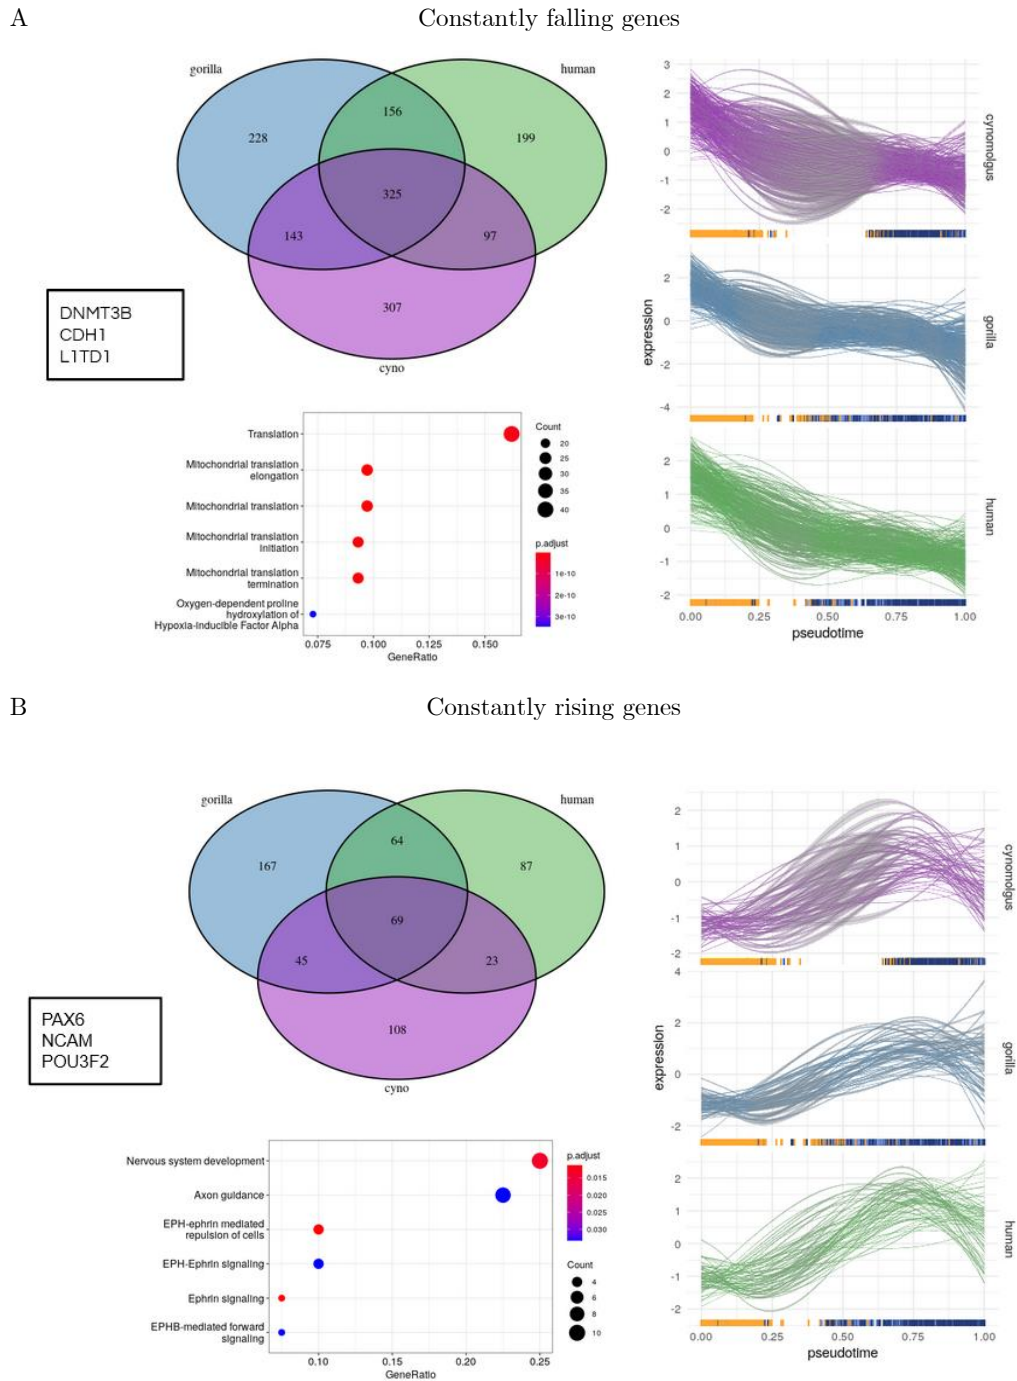 A
Constantly falling genes
gorilla
human
156
228
199
325
143
97
307
cyno
DNMT3B
CDH1
L1TD1
Translation
Mitochondrial translation
elongation
Mitochondrial translation
Mitochondrial translation
initiation
Mitochondrial translation
termination
Oxygen-dependent proline
hydroxylation of
Hypoxia-inducible Factor Alpha
0.075 0.100 0.125 0.150
GeneRatio
Count
20
25
30
35
40
p.adjust
1e-10
2e-10
3e-10
expression
3
2
1
0
-1
-2
cynomolgus
2
0
-2
-4
gorilla
2
1
0
-1
-2
human
0.00 0.25 0.50 0.75 1.00
pseudotime
B
Constantly rising genes
gorilla
human
64
167
87
69
45
23
108
cyno
PAX6
NCAM
POU3F2
Nervous system development
Axon guidance
EPH-ephrin mediated
repulsion of cells
EPH-Ephrin signaling
Ephrin signaling
EPHB-mediated forward
signaling
0.10 0.15 0.20 0.25
GeneRatio
p.adjust
0.015
0.020
0.025
0.030
Count
4
6
8
10
expression
2
1
0
-1
-2
cynomolgus
4
2
0
-2
gorilla
2
1
0
-1
-2
human
0.00 0.25 0.50 0.75 1.00
pseudotime